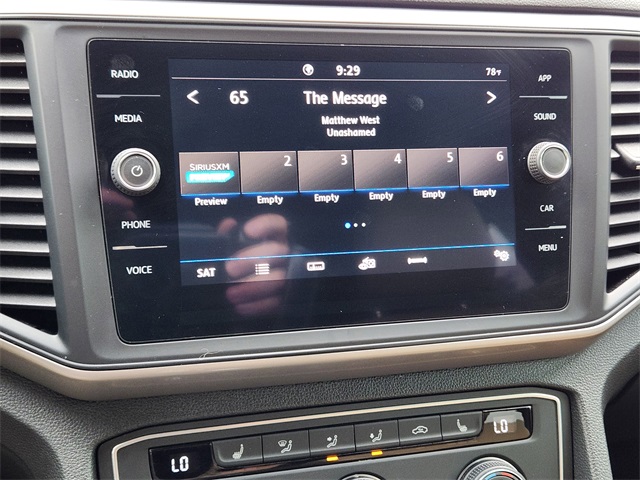 RADIO
MEDIA
PHONE
VOICE
9:29
78°F
< 65 The Message >
Matthew West
Unashamed
SIRIUSXM
2 3 4 5 6
Preview Empty Empty Empty Empty Empty
SAT
APP
SOUND
CAR
MENU
LO
LO